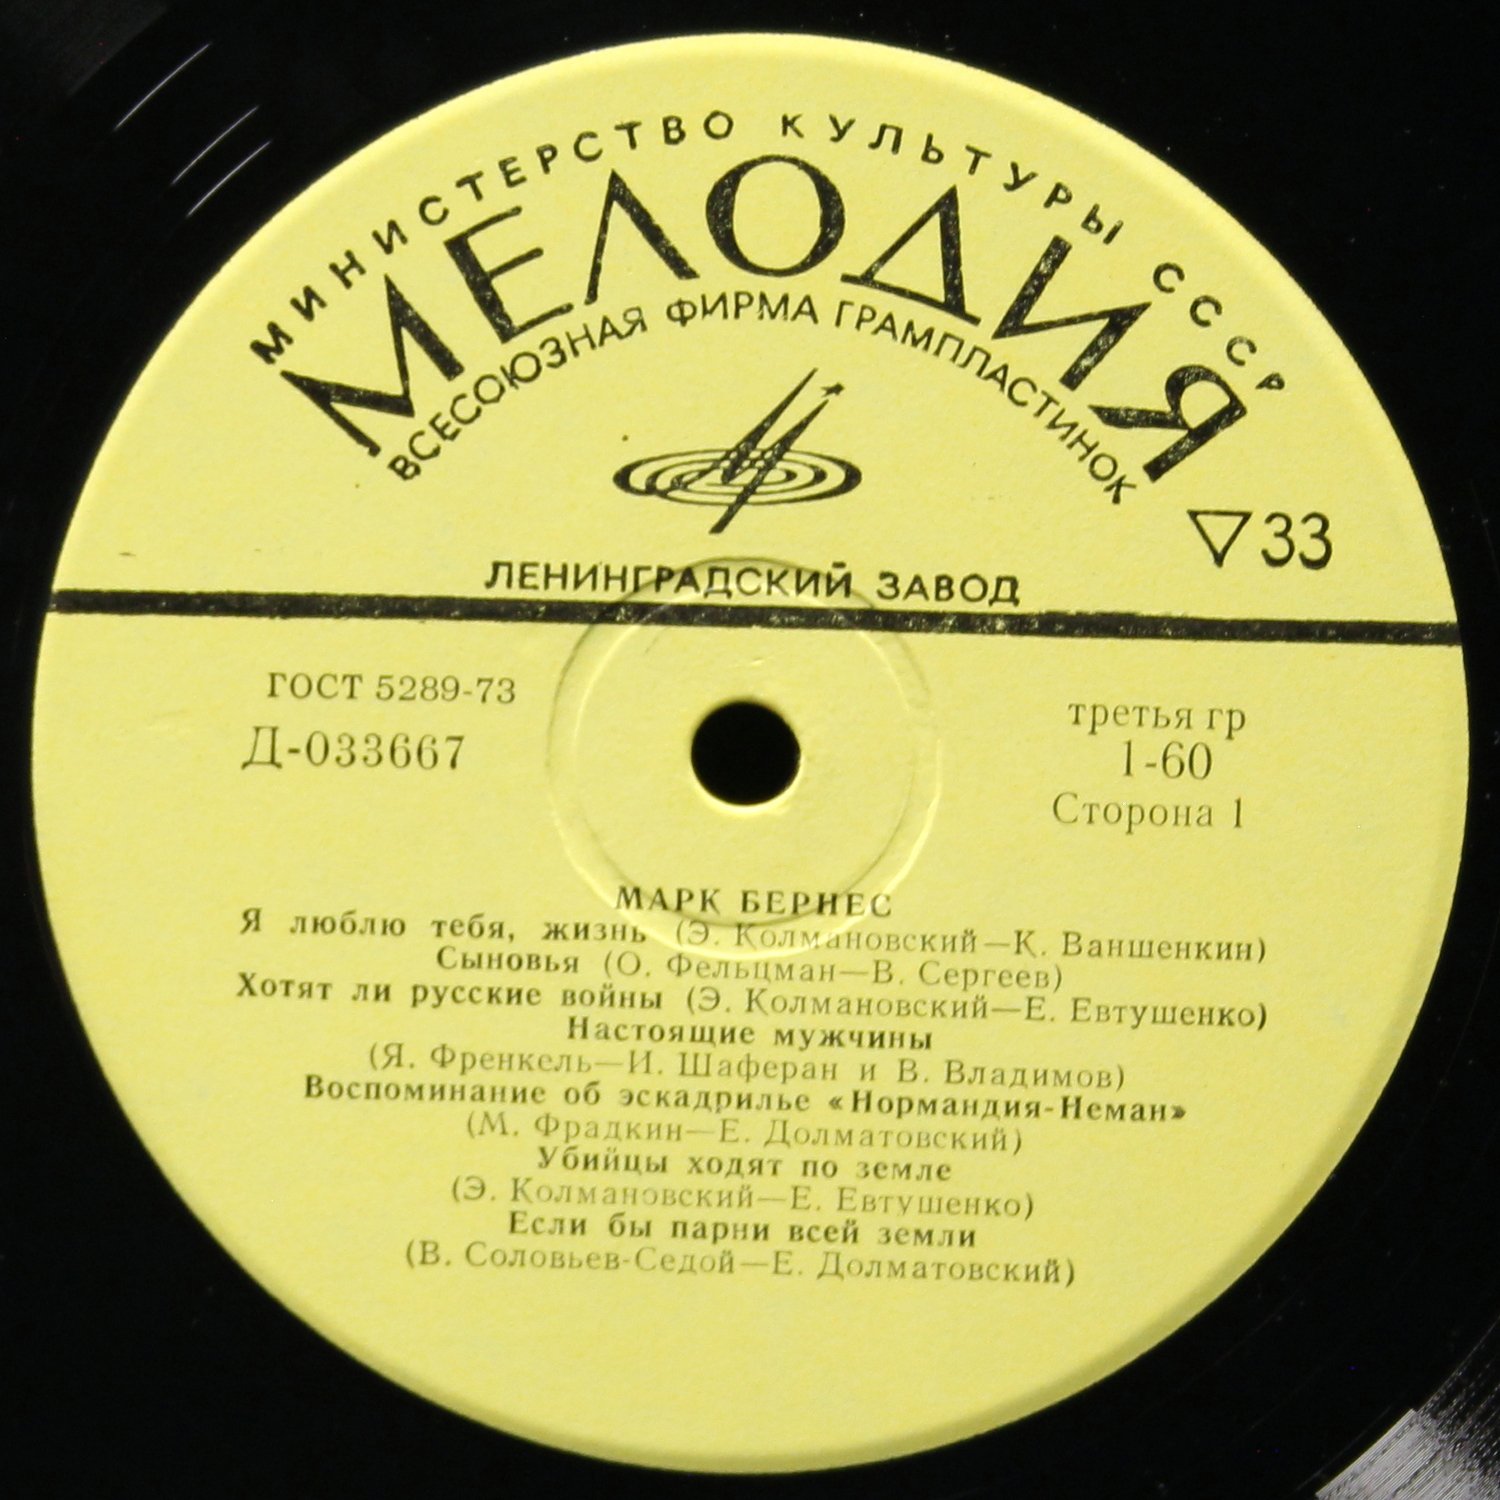 МИНИСТЕРСТВО КУЛЬТУРЫ СССР
МЕЛОДИЯ
ВСЕСОЮЗНАЯ ФИРМА ГРАМПЛАСТИНОК
▽33
ЛЕНИНГРАДСКИЙ ЗАВОД
ГОСТ 5289-73
Д-033667
третья гр
1-60
Сторона 1
МАРК БЕРНЕС
Я люблю тебя, жизнь (Э. Колмановский—К. Ваншенкин)
Сыновья (О. Фельцман—В. Сергеев)
Хотят ли русские войны (Э. Колмановский—Е. Евтушенко)
Настоящие мужчины
(Я. Френкель—И. Шаферан и В. Владимов)
Воспоминание об эскадрилье «Нормандия-Неман»
(М. Фрадкин—Е. Долматовский)
Убийцы ходят по земле
(Э. Колмановский—Е. Евтушенко)
Если бы парни всей земли
(В. Соловьев-Седой—Е. Долматовский)